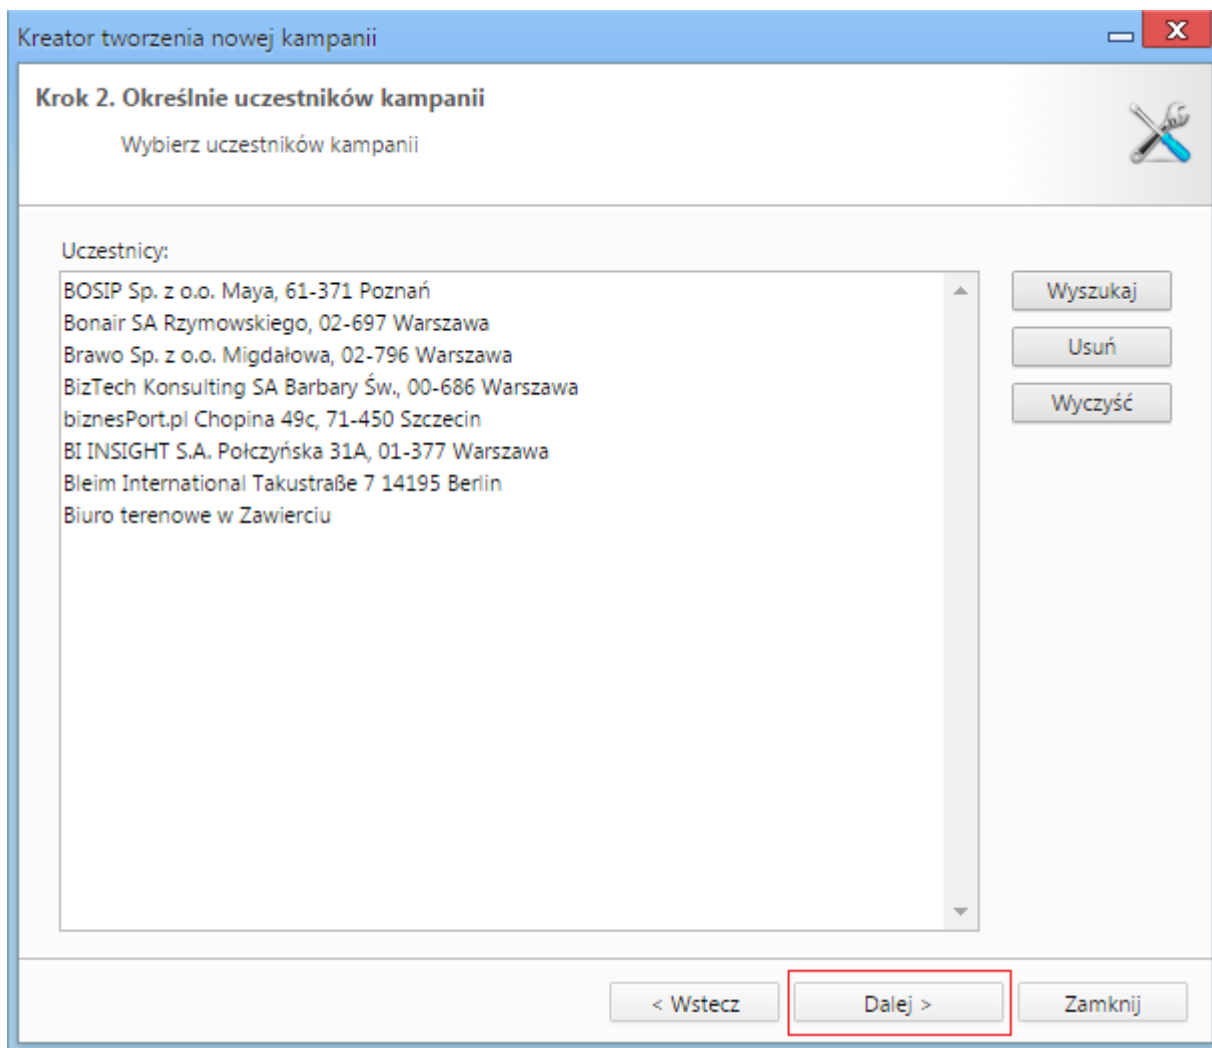 Kreator tworzenia nowej kampanii
Krok 2. Określnie uczestników kampanii
Wybierz uczestników kampanii
Uczestnicy:
BOSIP Sp. z o.o. Maya, 61-371 Poznań
Bonair SA Rzymowskiego, 02-697 Warszawa
Brawo Sp. z o.o. Migdałowa, 02-796 Warszawa
BizTech Konsulting SA Barbary Św., 00-686 Warszawa
biznesPort.pl Chopina 49c, 71-450 Szczecin
BI INSIGHT S.A. Połczyńska 31A, 01-377 Warszawa
Bleim International Takustraße 7 14195 Berlin
Biuro terenowe w Zawierciu
Wyszukaj
Usuń
Wyczyść
< Wstecz
Dalej >
Zamknij